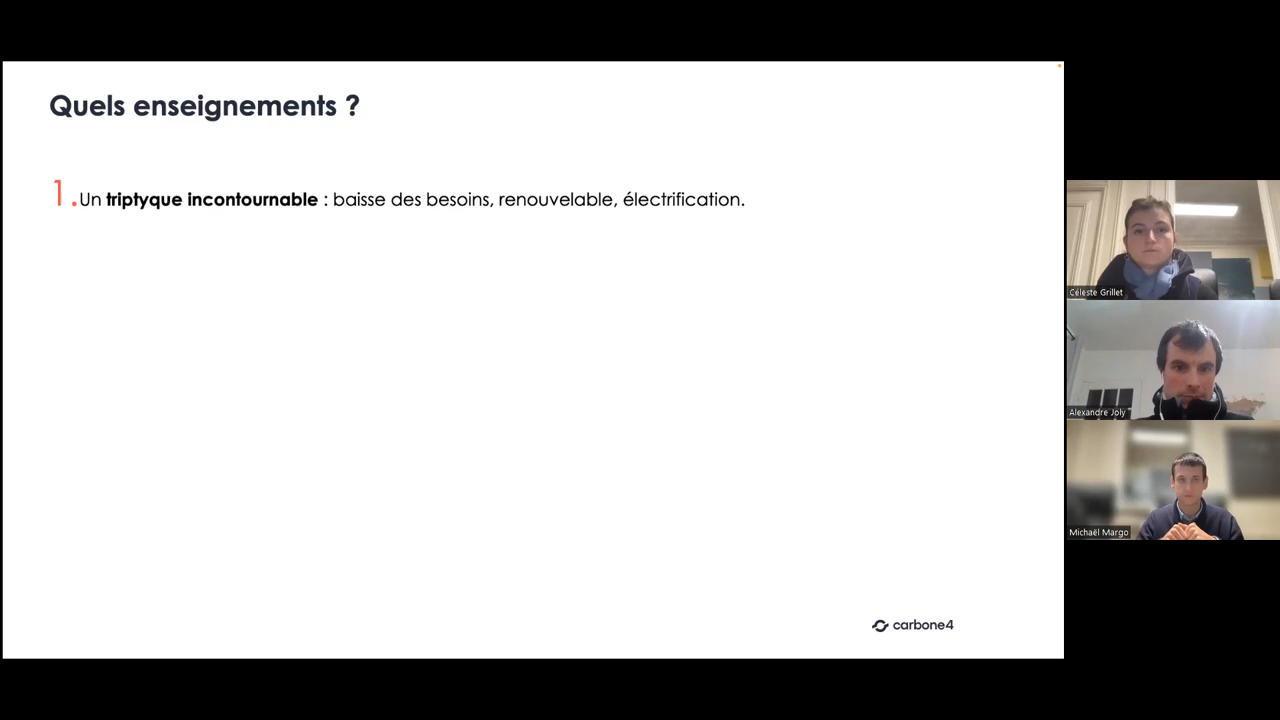 Quels enseignements ?
1. Un triptyque incontournable : baisse des besoins, renouvelable, électrification.
carbone4
Céleste Grillet
Alexandre Joly
Michaël Margo